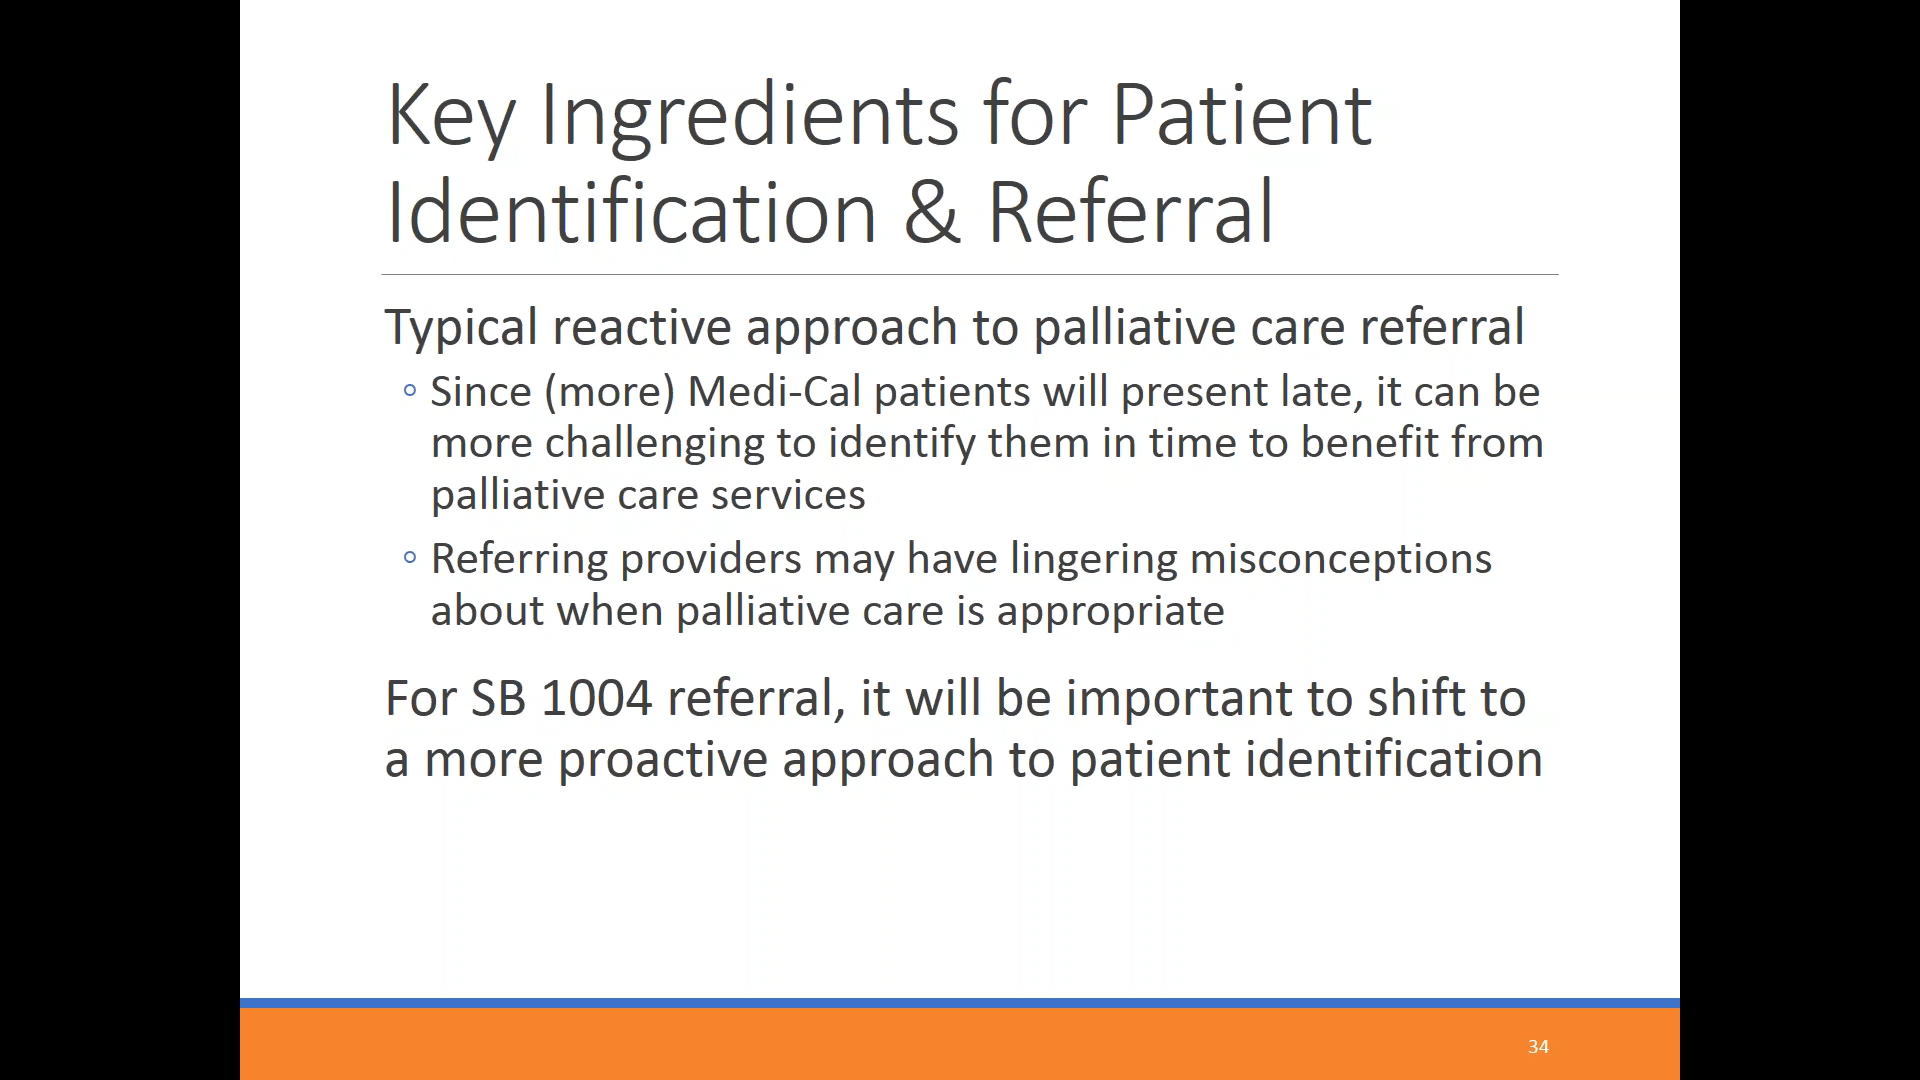 Key Ingredients for Patient
Identification & Referral
Typical reactive approach to palliative care referral
◦ Since (more) Medi-Cal patients will present late, it can be
more challenging to identify them in time to benefit from
palliative care services
◦ Referring providers may have lingering misconceptions
about when palliative care is appropriate
For SB 1004 referral, it will be important to shift to
a more proactive approach to patient identification
34